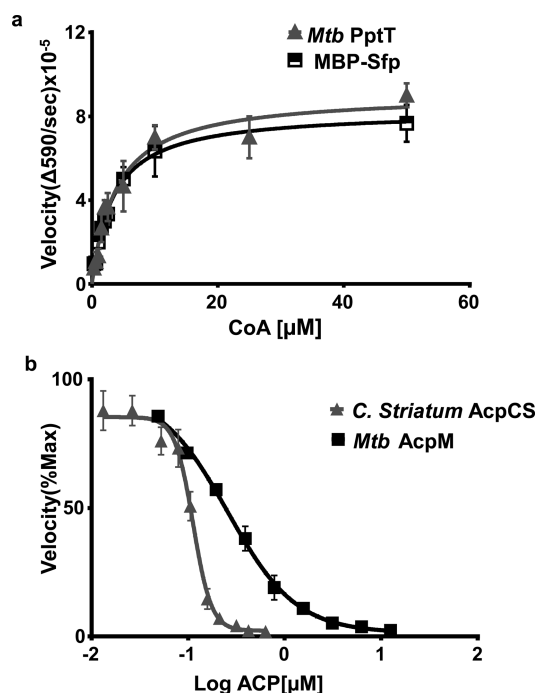 a
Mtb PptT
MBP-Sfp
Velocity(Δ590/sec)x10-5
12
8
4
0
0
20
40
60
CoA [μM]
b
C. Striatum AcpCS
Mtb AcpM
Velocity(%Max)
100
50
0
-2
-1
0
1
2
Log ACP[μM]